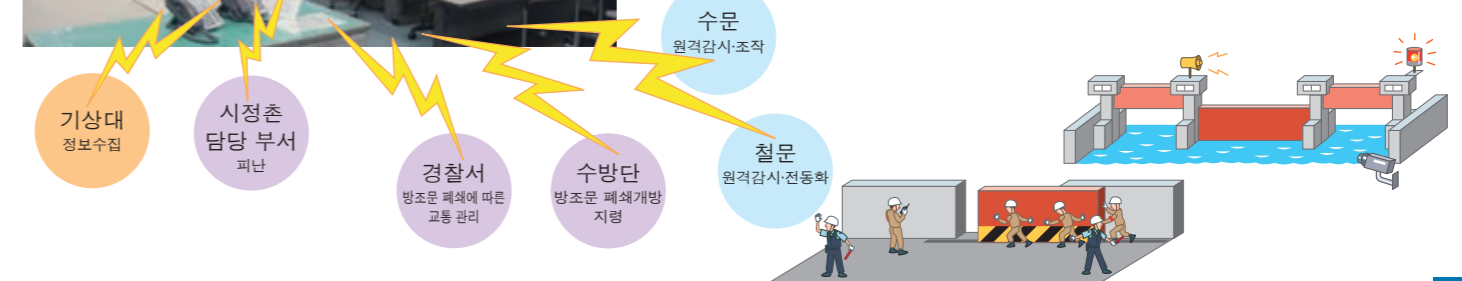 수문
원격감시·조작
기상대
정보수집
시정촌
담당 부서
피난
경찰서
방조문 폐쇄에 따른
교통 관리
수방단
방조문 폐쇄개방
지령
철문
원격감시·전동화